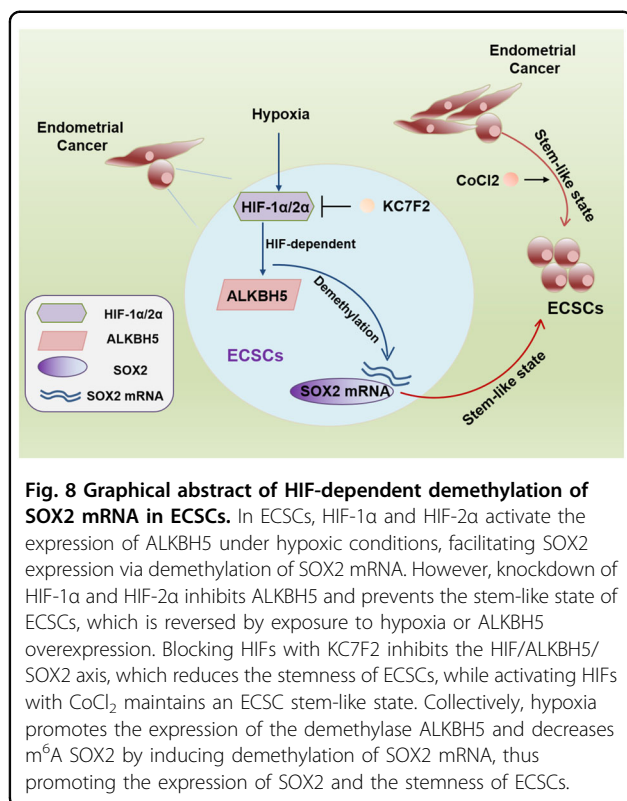 Endometrial
Cancer
Endometrial
Cancer
Hypoxia
Stem-like state
CoCl2
HIF-1α/2α
KC7F2
HIF-dependent
ALKBH5
Demethylation
ECSCs
ECSCs
SOX2 mRNA
Stem-like state
HIF-1α/2α
ALKBH5
SOX2
SOX2 mRNA
Fig. 8 Graphical abstract of HIF-dependent demethylation of
SOX2 mRNA in ECSCs. In ECSCs, HIF-1α and HIF-2α activate the
expression of ALKBH5 under hypoxic conditions, facilitating SOX2
expression via demethylation of SOX2 mRNA. However, knockdown of
HIF-1α and HIF-2α inhibits ALKBH5 and prevents the stem-like state of
ECSCs, which is reversed by exposure to hypoxia or ALKBH5
overexpression. Blocking HIFs with KC7F2 inhibits the HIF/ALKBH5/
SOX2 axis, which reduces the stemness of ECSCs, while activating HIFs
with CoCl₂ maintains an ECSC stem-like state. Collectively, hypoxia
promotes the expression of the demethylase ALKBH5 and decreases
m⁶A SOX2 by inducing demethylation of SOX2 mRNA, thus
promoting the expression of SOX2 and the stemness of ECSCs.